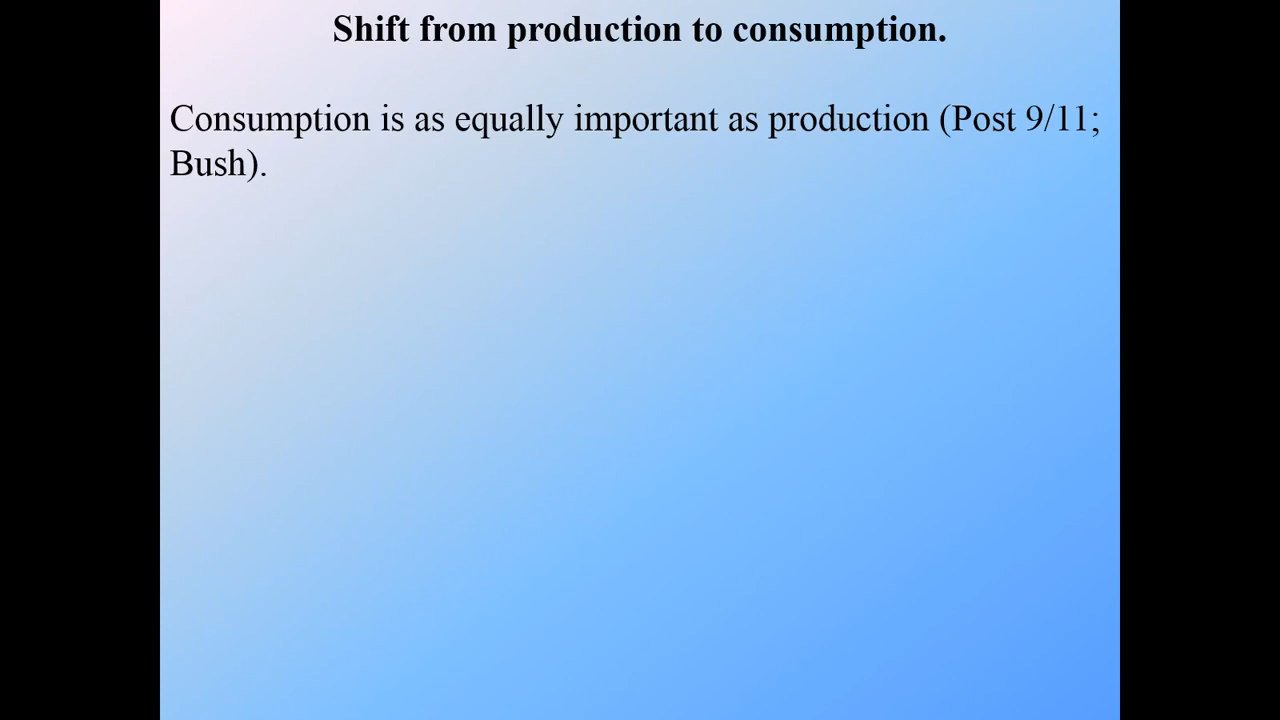 Shift from production to consumption.
Consumption is as equally important as production (Post 9/11;
Bush).